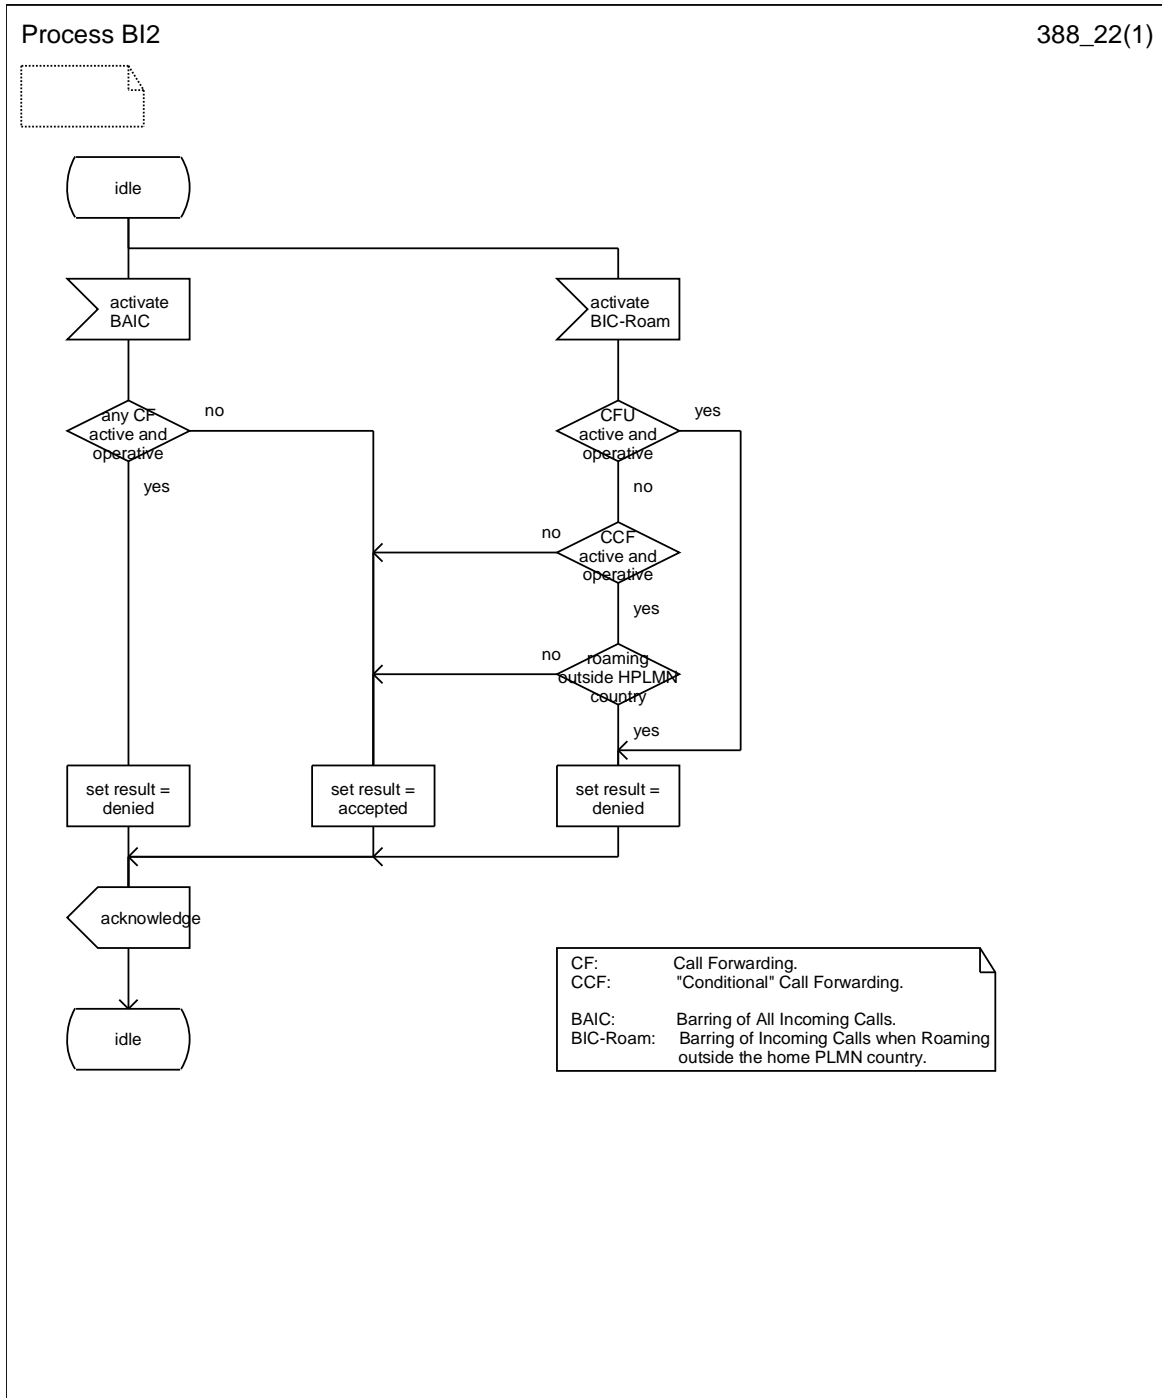 Process BI2
388_22(1)
idle
activate
BAIC
activate
BIC-Roam
any CF
active and
operative
no
yes
CFU
active and
operative
yes
no
no
CCF
active and
operative
yes
no
roaming
outside HPLMN
country
yes
set result =
denied
set result =
accepted
set result =
denied
acknowledge
idle
CF: Call Forwarding.
CCF: "Conditional" Call Forwarding.
BAIC: Barring of All Incoming Calls.
BIC-Roam: Barring of Incoming Calls when Roaming
outside the home PLMN country.